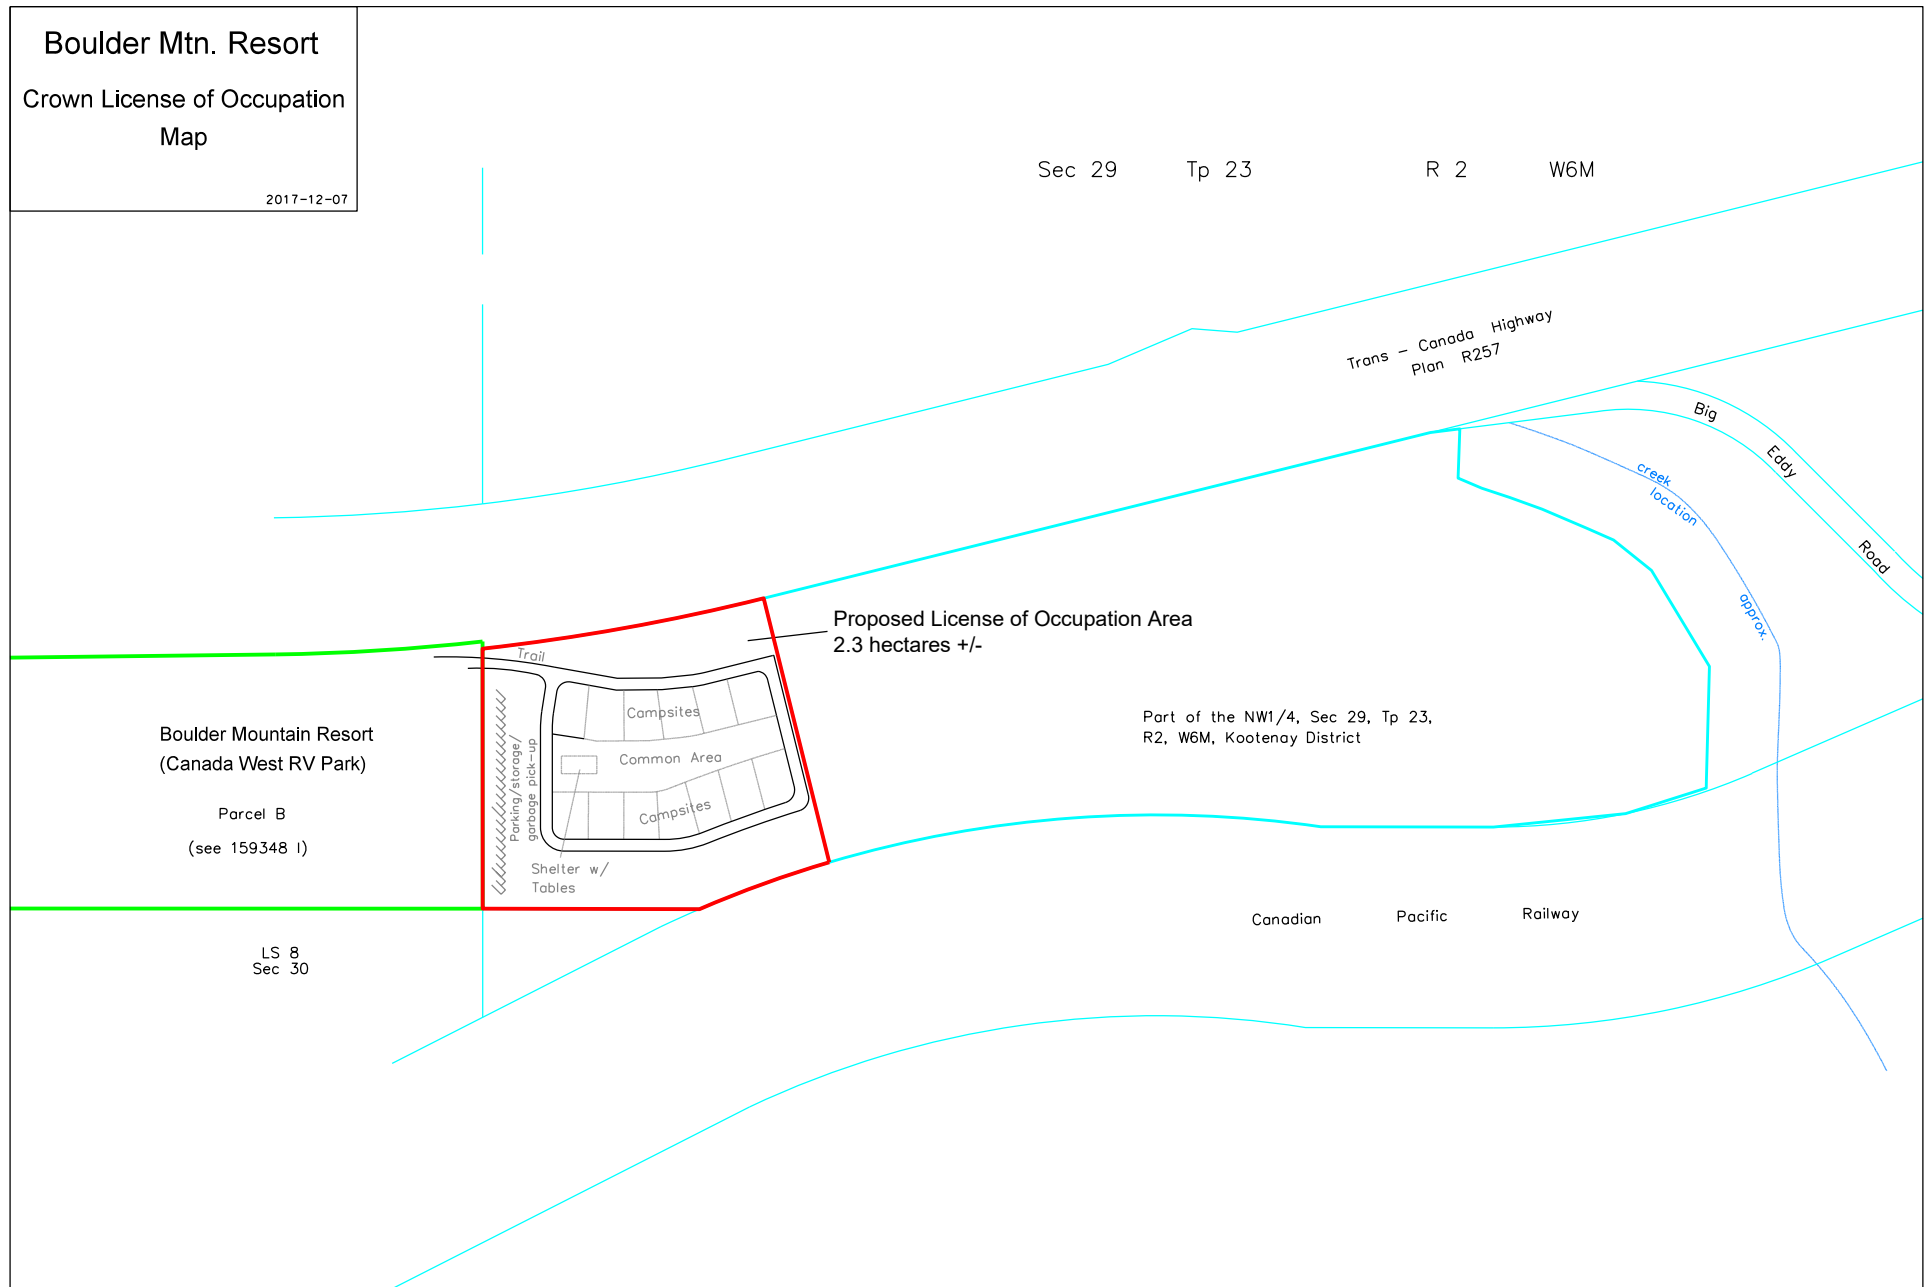 Boulder Mtn. Resort
Crown License of Occupation
Map
2017-12-07
Sec 29 Tp 23 R 2 W6M
Trans - Canada Highway
Plan R257
Big
Eddy
Road
creek
location
approx.
Proposed License of Occupation Area
2.3 hectares +/-
Trail
Campsites
Common Area
Campsites
Parking/storage/
garbage pick-up
Shelter w/
Tables
Part of the NW1/4, Sec 29, Tp 23,
R2, W6M, Kootenay District
Boulder Mountain Resort
(Canada West RV Park)
Parcel B
(see 159348 I)
LS 8
Sec 30
Canadian Pacific Railway